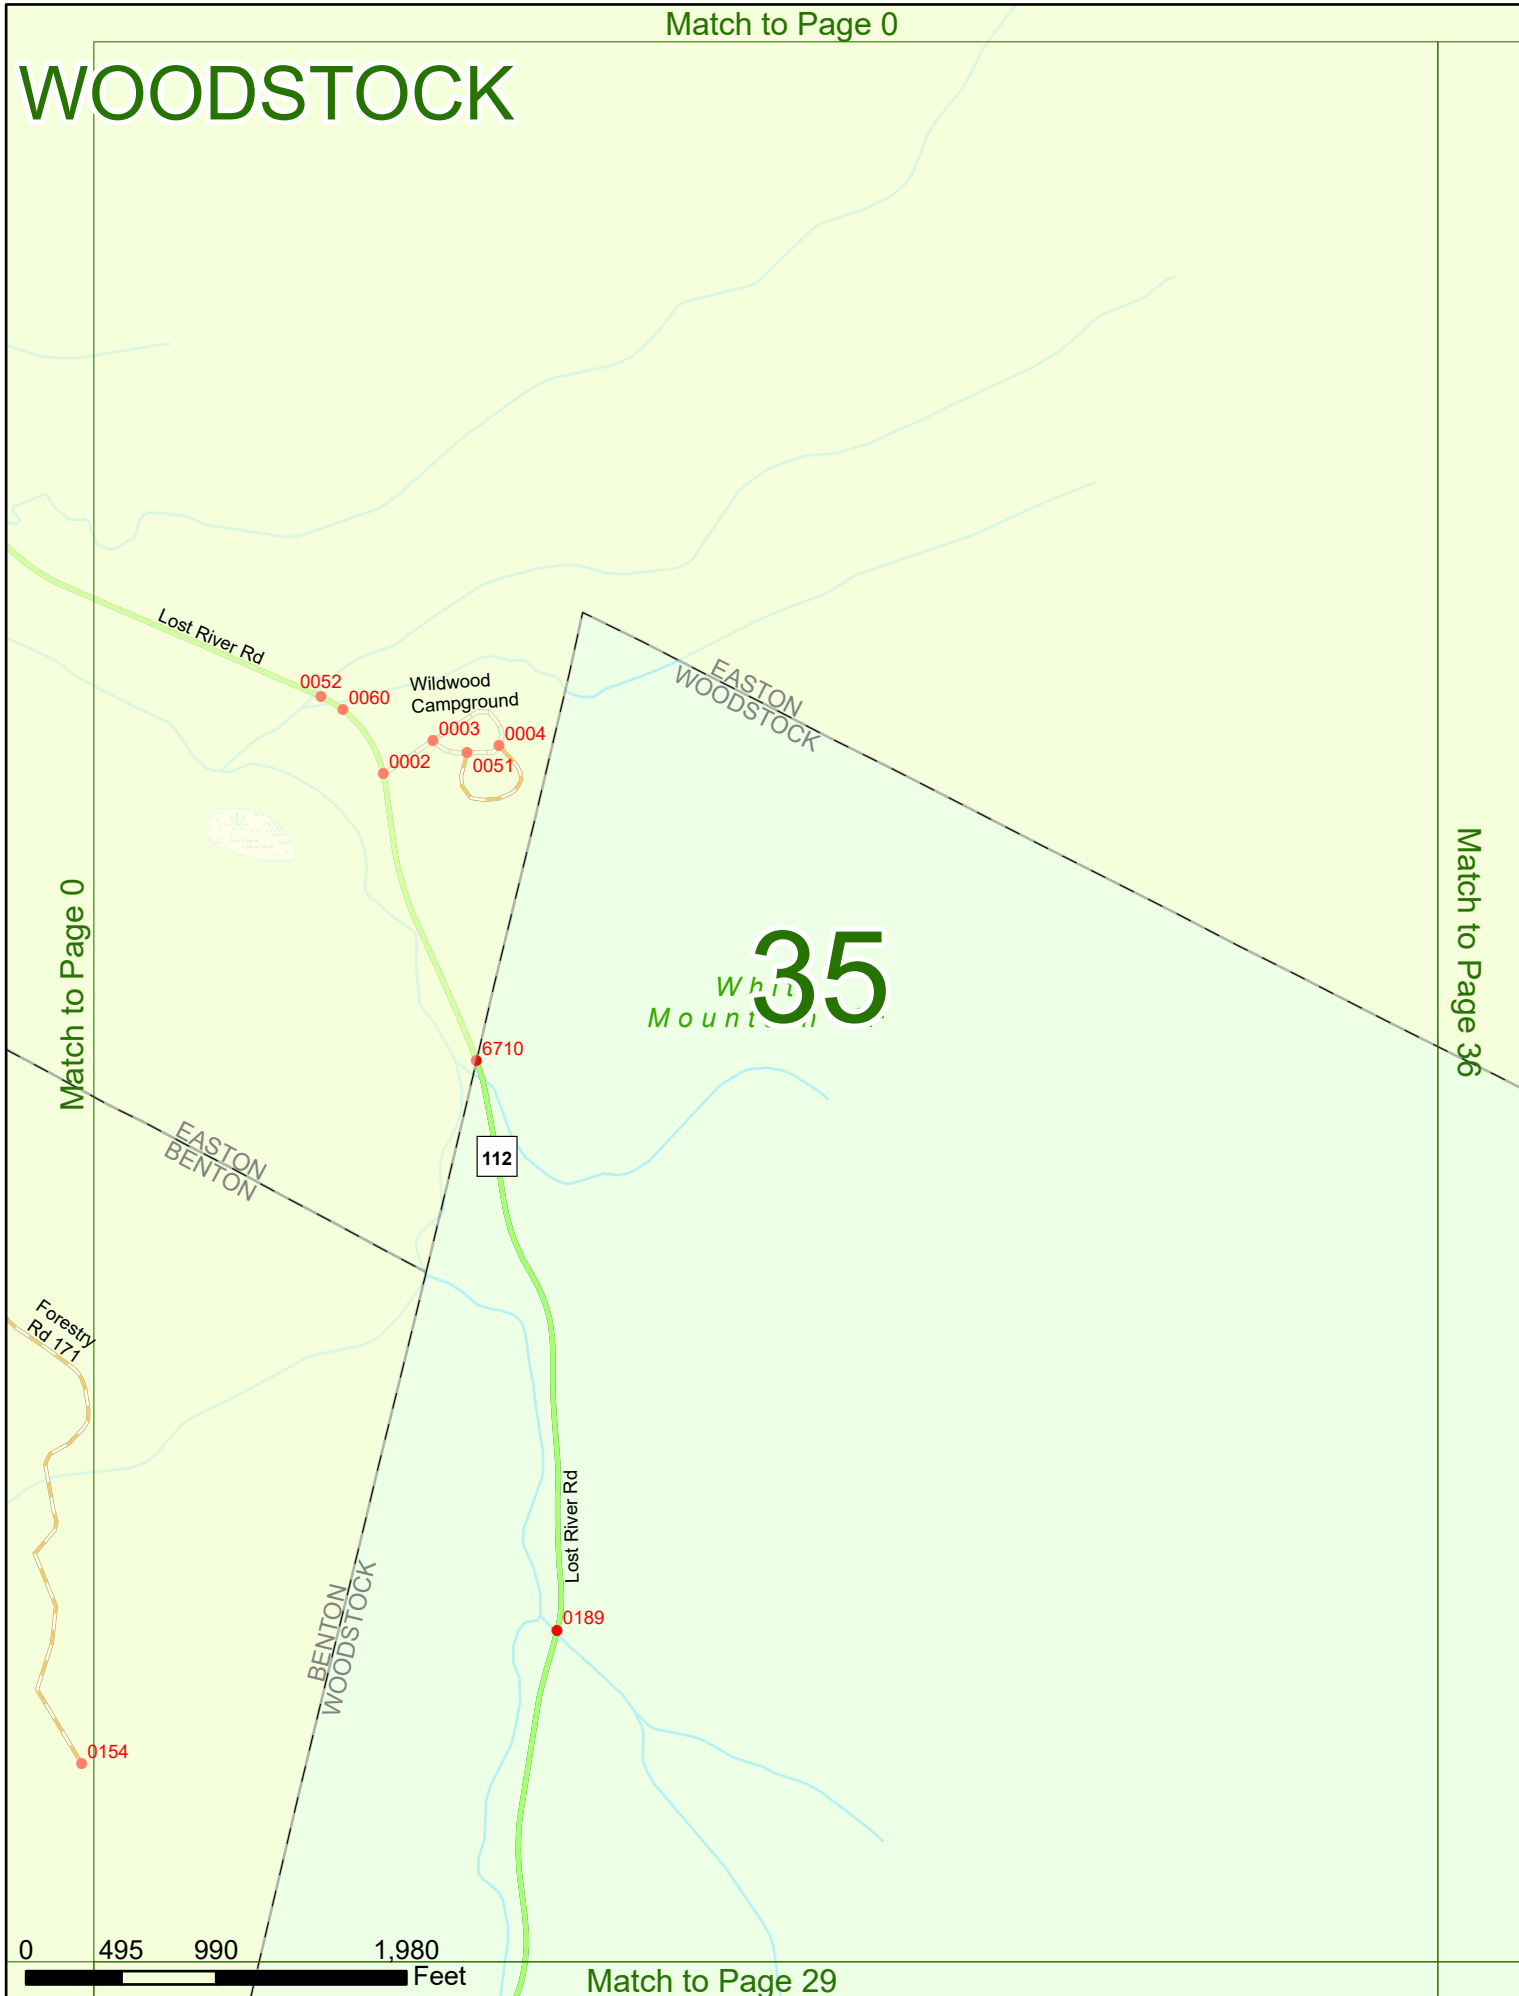 Match to Page 0
WOODSTOCK
Lost River Rd
0052
0060
Wildwood
Campground
0003
0004
0002
0051
EASTON
WOODSTOCK
Match to Page 0
Match to Page 36
35
6710
112
EASTON
BENTON
Forestry
Rd 171
Lost River Rd
BENTON
WOODSTOCK
0189
0154
0 495 990 1,980
Feet
Match to Page 29